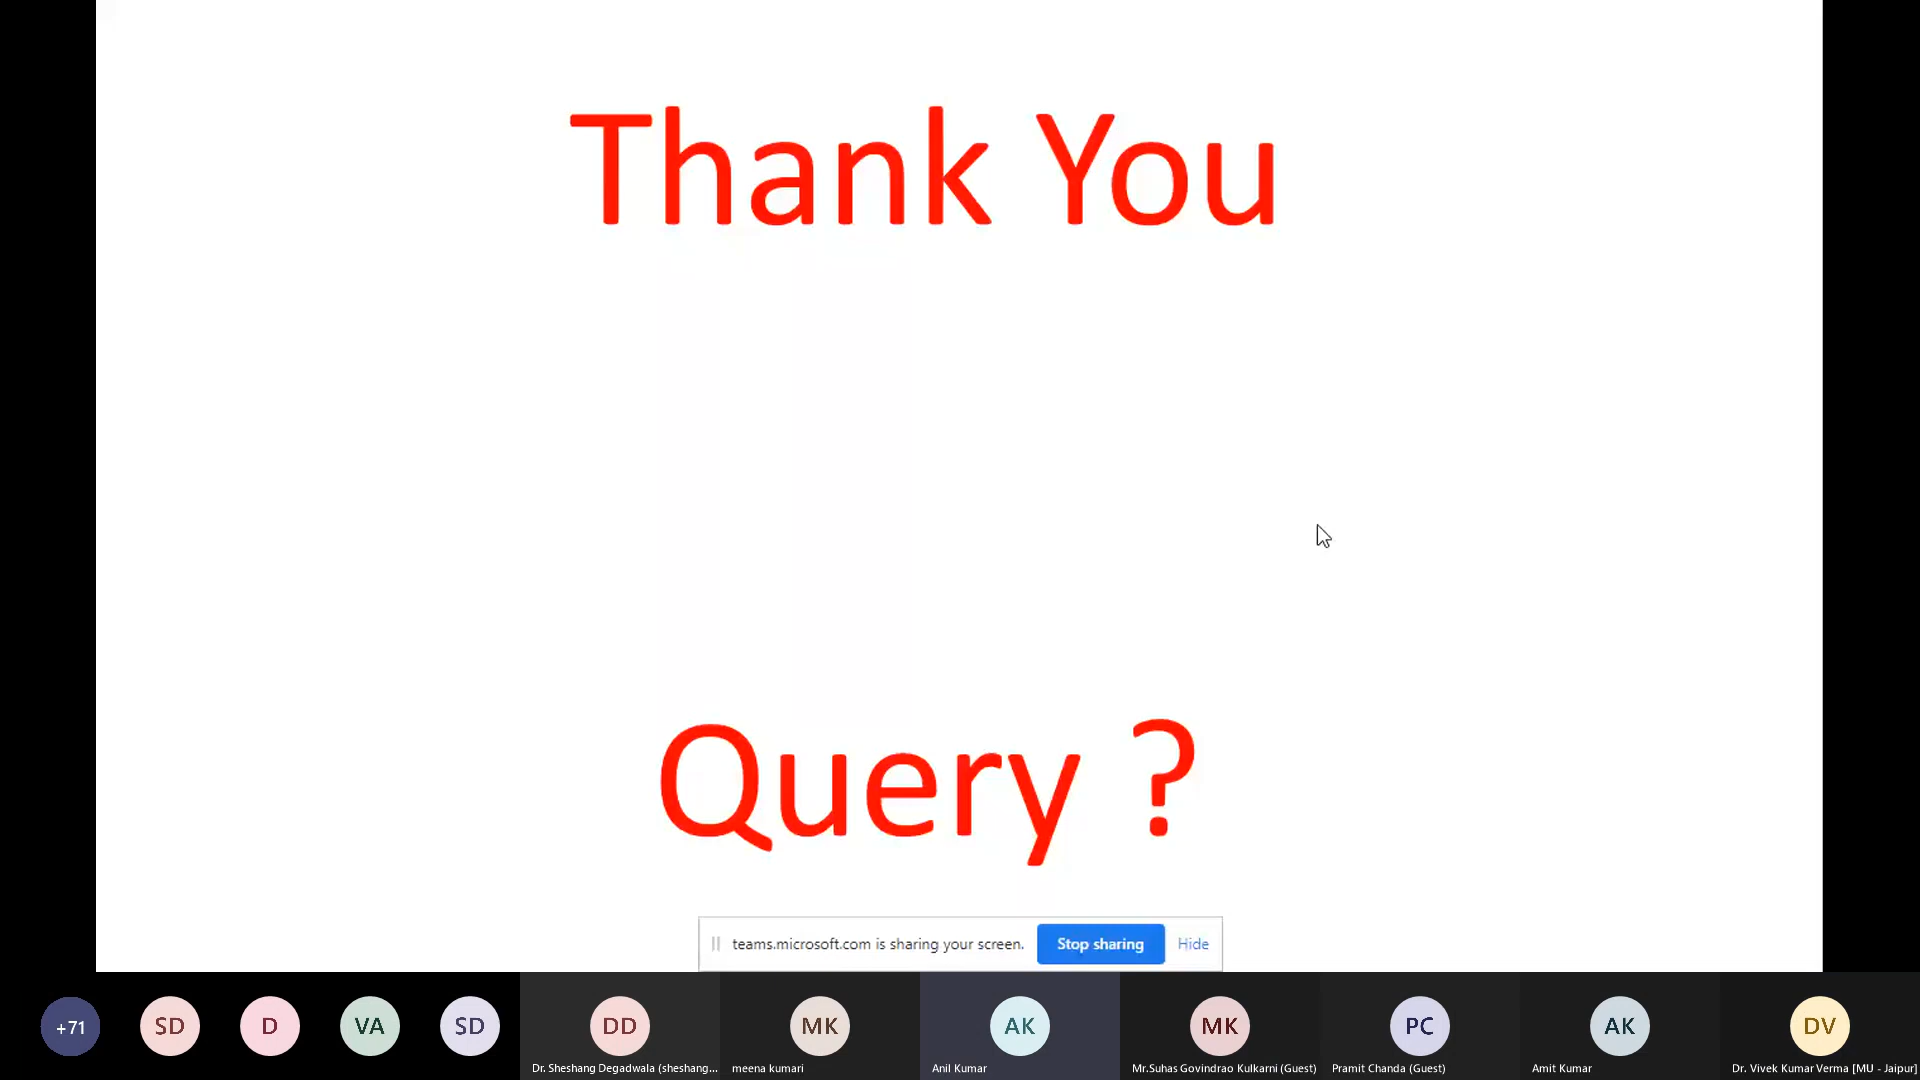 Thank You
Query ?
teams.microsoft.com is sharing your screen. Stop sharing Hide
+71 SD D VA SD DD MK AK MK PC AK DV
Dr. Sheshang Degadwala (sheshang... meena kumari Anil Kumar Mr.Suhas Govindrao Kulkarni (Guest) Pramit Chanda (Guest) Amit Kumar Dr. Vivek Kumar Verma [MU - Jaipur]